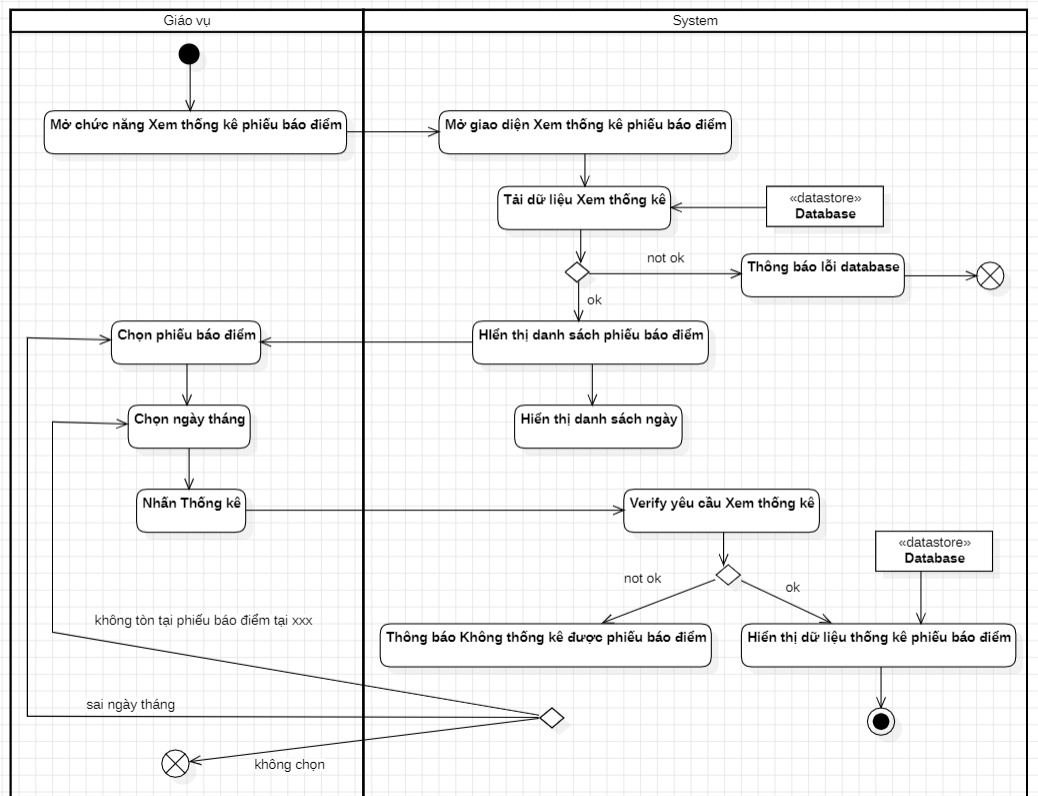 Giáo vụ
System
Mở chức năng Xem thống kê phiếu báo điểm
Mở giao diện Xem thống kê phiếu báo điểm
Tải dữ liệu Xem thống kê
«datastore»
Database
not ok
Thông báo lỗi database
ok
Chọn phiếu báo điểm
HIển thị danh sách phiếu báo điểm
Chọn ngày tháng
Hiển thị danh sách ngày
Nhấn Thống kê
Verify yêu cầu Xem thống kê
«datastore»
Database
not ok
ok
không tòn tại phiếu báo điểm tại xxx
Thông báo Không thống kê được phiếu báo điểm
Hiển thị dữ liệu thống kê phiếu báo điểm
sai ngày tháng
không chọn